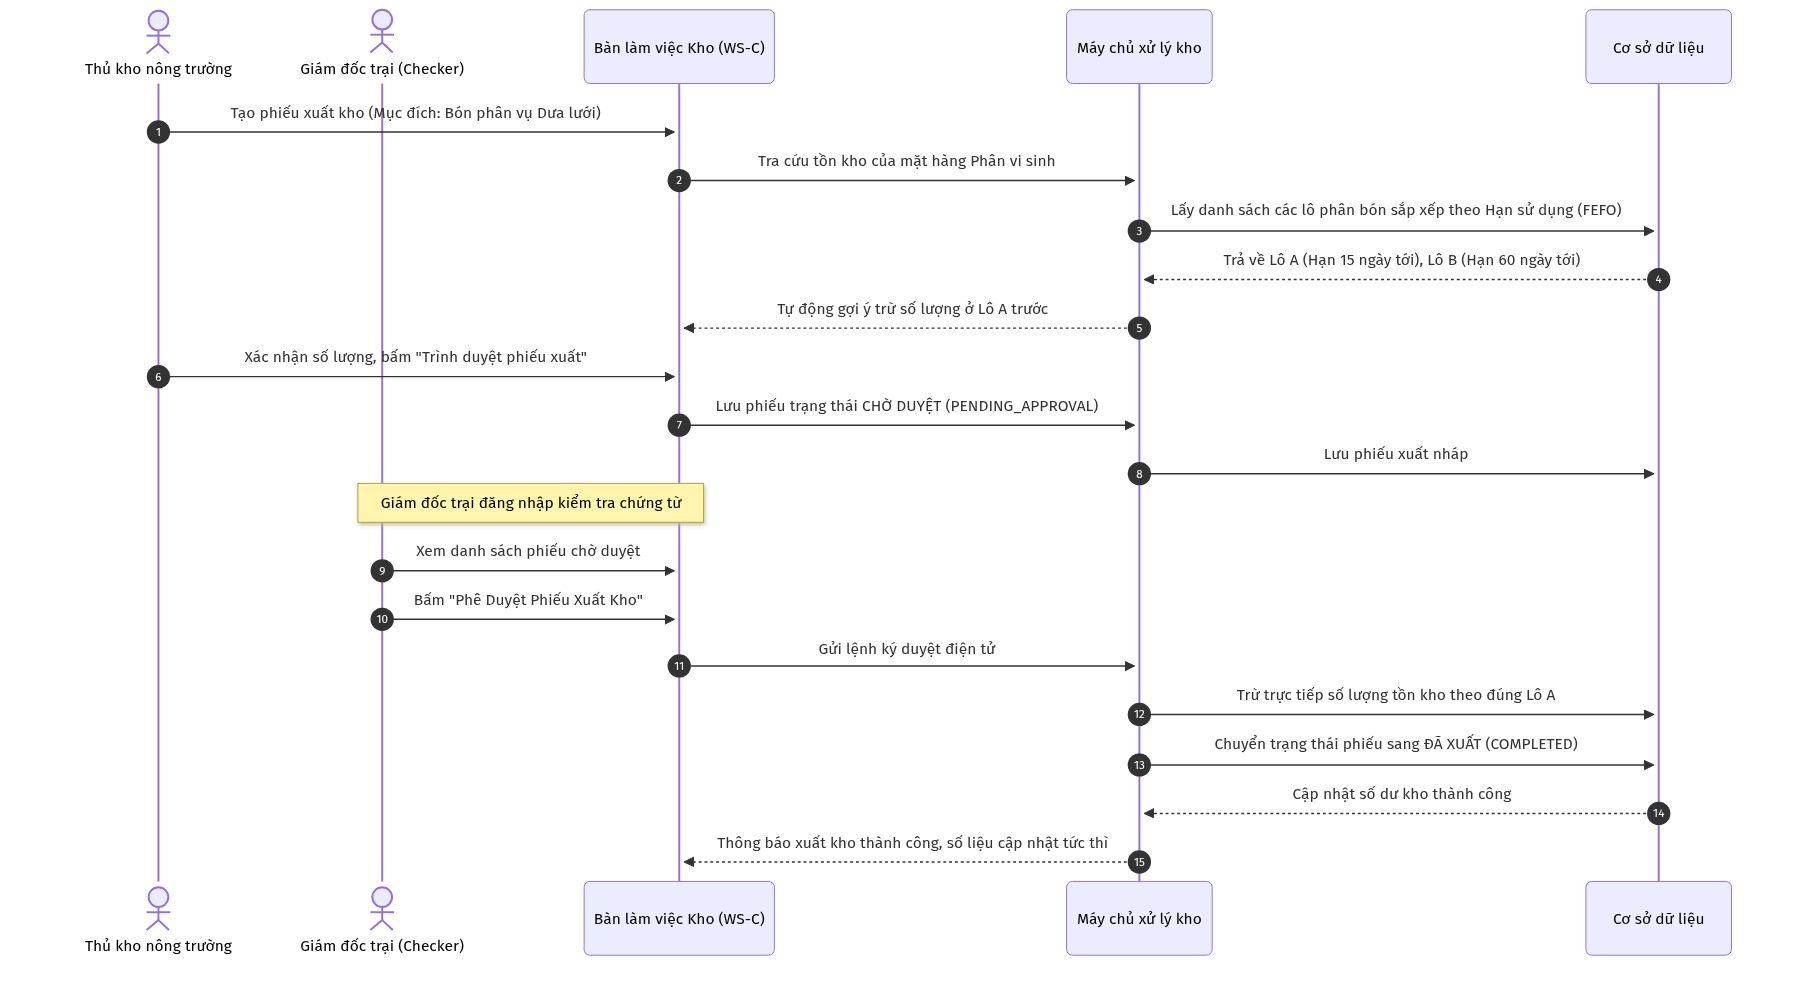 Thủ kho nông trường
Giám đốc trại (Checker)
Bàn làm việc Kho (WS-C)
Máy chủ xử lý kho
Cơ sở dữ liệu
Tạo phiếu xuất kho (Mục đích: Bón phân vụ Dưa lưới)
1
Tra cứu tồn kho của mặt hàng Phân vi sinh
2
Lấy danh sách các lô phân bón sắp xếp theo Hạn sử dụng (FEFO)
3
Trả về Lô A (Hạn 15 ngày tới), Lô B (Hạn 60 ngày tới)
4
Tự động gợi ý trừ số lượng ở Lô A trước
5
Xác nhận số lượng, bấm "Trình duyệt phiếu xuất"
6
Lưu phiếu trạng thái CHỜ DUYỆT (PENDING_APPROVAL)
7
Lưu phiếu xuất nháp
8
Giám đốc trại đăng nhập kiểm tra chứng từ
Xem danh sách phiếu chờ duyệt
9
Bấm "Phê Duyệt Phiếu Xuất Kho"
10
Gửi lệnh ký duyệt điện tử
11
Trừ trực tiếp số lượng tồn kho theo đúng Lô A
12
Chuyển trạng thái phiếu sang ĐÃ XUẤT (COMPLETED)
13
Cập nhật số dư kho thành công
14
Thông báo xuất kho thành công, số liệu cập nhật tức thì
15
Thủ kho nông trường
Giám đốc trại (Checker)
Bàn làm việc Kho (WS-C)
Máy chủ xử lý kho
Cơ sở dữ liệu